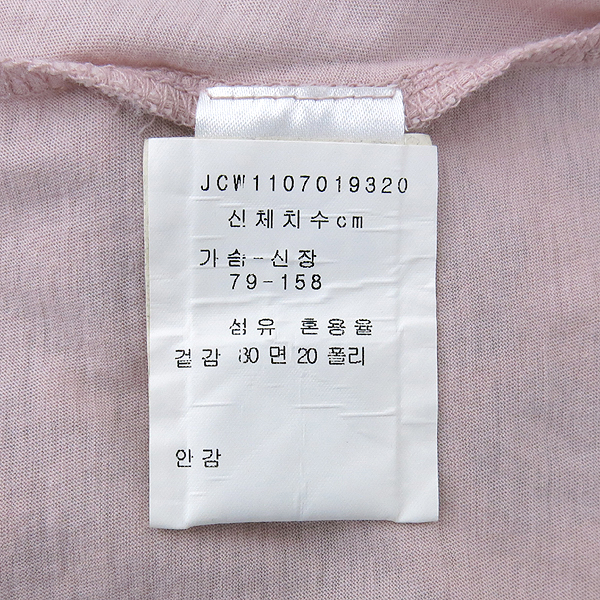 JCW1107019320
신체치수cm
가슴-신장
79-158
섬유 혼용율
겉감 80 면 20 폴리
안감